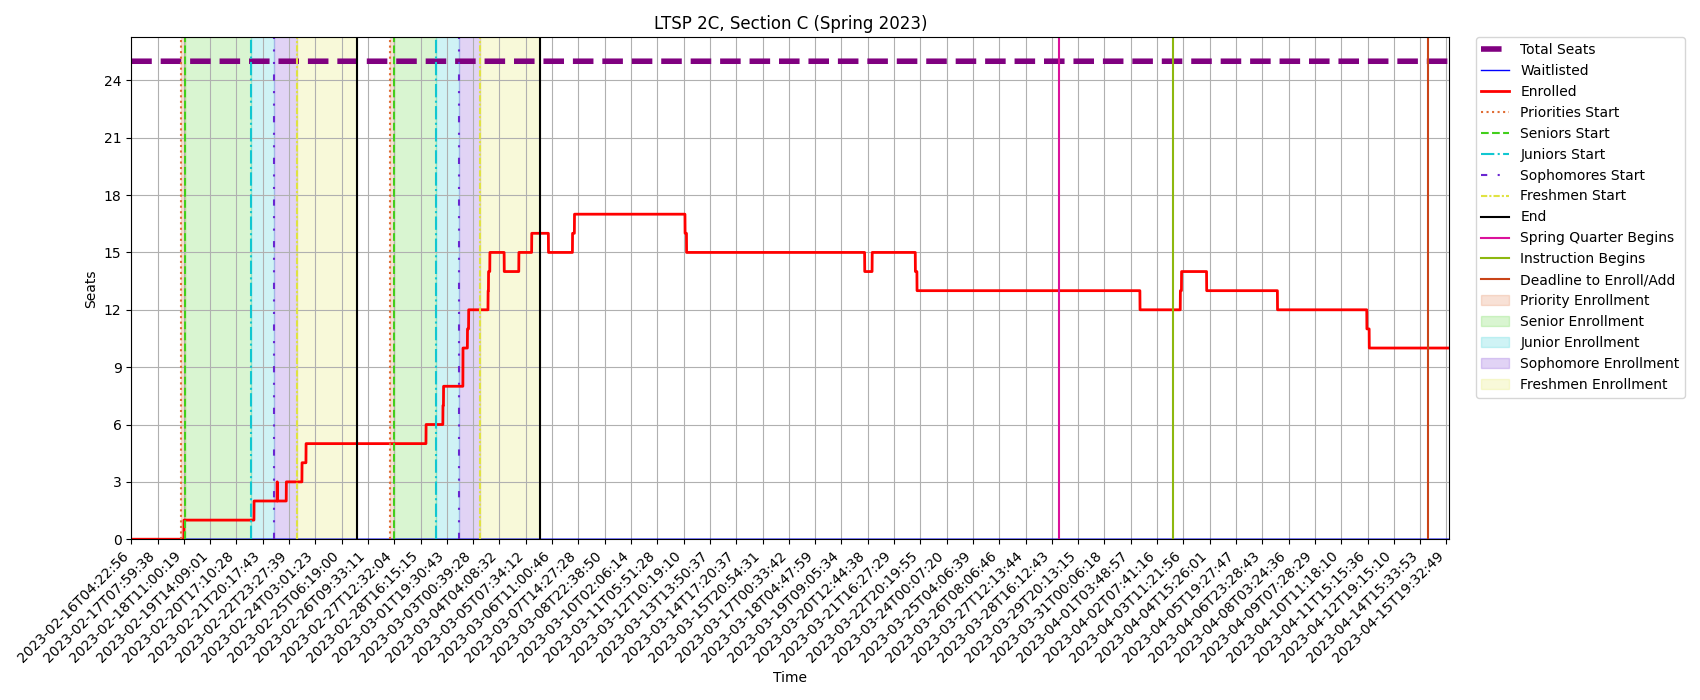 LTSP 2C, Section C (Spring 2023)
Seats
24
21
18
15
12
9
6
3
0
2023-02-16T04:22:56
2023-02-17T07:59:38
2023-02-18T11:00:19
2023-02-19T14:09:01
2023-02-20T17:10:28
2023-02-21T20:17:43
2023-02-22T23:27:39
2023-02-24T03:01:23
2023-02-25T06:19:00
2023-02-26T09:33:11
2023-02-27T12:32:04
2023-02-28T16:15:15
2023-03-01T19:30:43
2023-03-03T00:39:28
2023-03-04T04:08:32
2023-03-05T07:34:12
2023-03-06T11:00:46
2023-03-07T14:27:28
2023-03-08T22:38:50
2023-03-10T02:06:14
2023-03-11T05:51:28
2023-03-12T10:19:10
2023-03-13T13:50:37
2023-03-14T17:20:37
2023-03-15T20:54:31
2023-03-17T00:33:42
2023-03-18T04:47:59
2023-03-19T09:05:34
2023-03-20T12:44:38
2023-03-21T16:27:29
2023-03-22T20:19:55
2023-03-24T00:07:20
2023-03-25T04:06:39
2023-03-26T08:06:46
2023-03-27T12:13:44
2023-03-28T16:12:43
2023-03-29T20:13:15
2023-03-31T00:06:18
2023-04-01T03:48:57
2023-04-02T07:41:16
2023-04-03T11:21:56
2023-04-04T15:26:01
2023-04-05T19:27:47
2023-04-06T23:28:43
2023-04-08T03:24:36
2023-04-09T07:28:29
2023-04-10T11:18:10
2023-04-11T15:15:36
2023-04-12T19:15:10
2023-04-14T15:33:53
2023-04-15T19:32:49
Time
Total Seats
Waitlisted
Enrolled
Priorities Start
Seniors Start
Juniors Start
Sophomores Start
Freshmen Start
End
Spring Quarter Begins
Instruction Begins
Deadline to Enroll/Add
Priority Enrollment
Senior Enrollment
Junior Enrollment
Sophomore Enrollment
Freshmen Enrollment